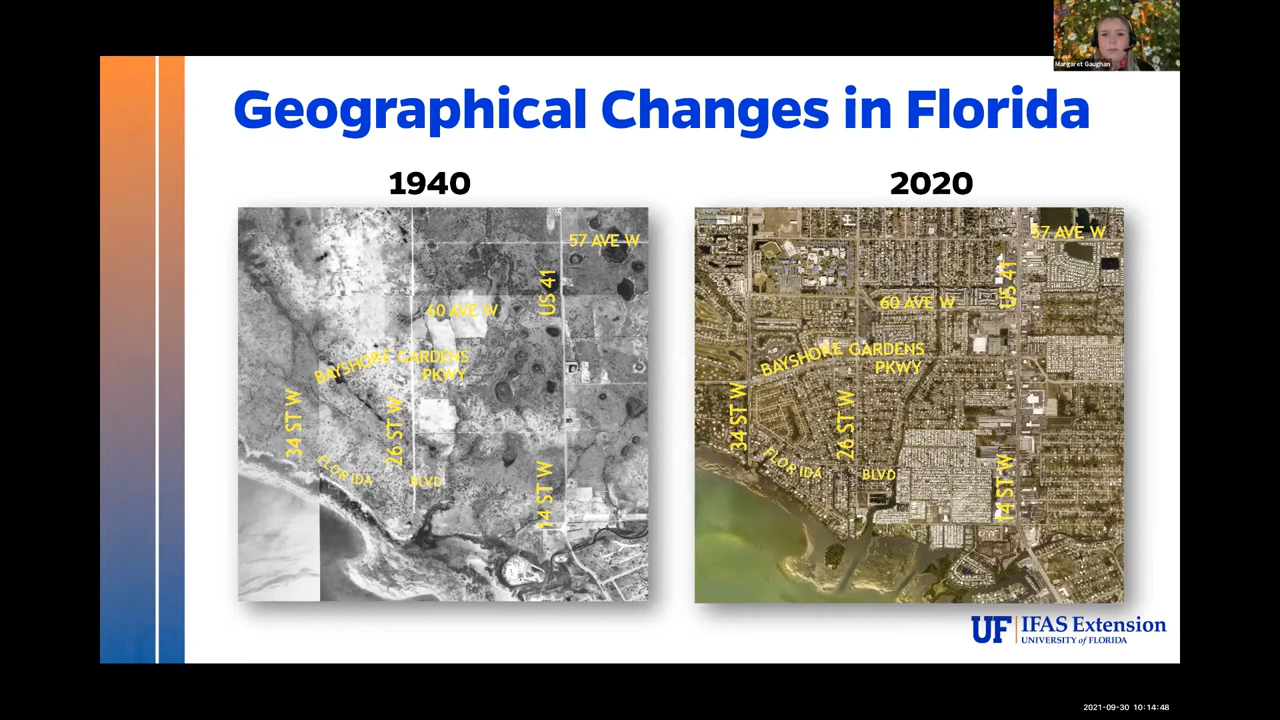 Margaret Gaughan
Geographical Changes in Florida
1940
2020
57 AVE W
US 41
60 AVE W
BAYSHORE GARDENS
PKWY
34 ST W
26 ST W
FLORIDA BLVD
14 ST W
57 AVE W
US 41
60 AVE W
BAYSHORE GARDENS
PKWY
34 ST W
26 ST W
FLORIDA BLVD
14 ST W
UF IFAS Extension
UNIVERSITY of FLORIDA
2021-09-30 10:14:48